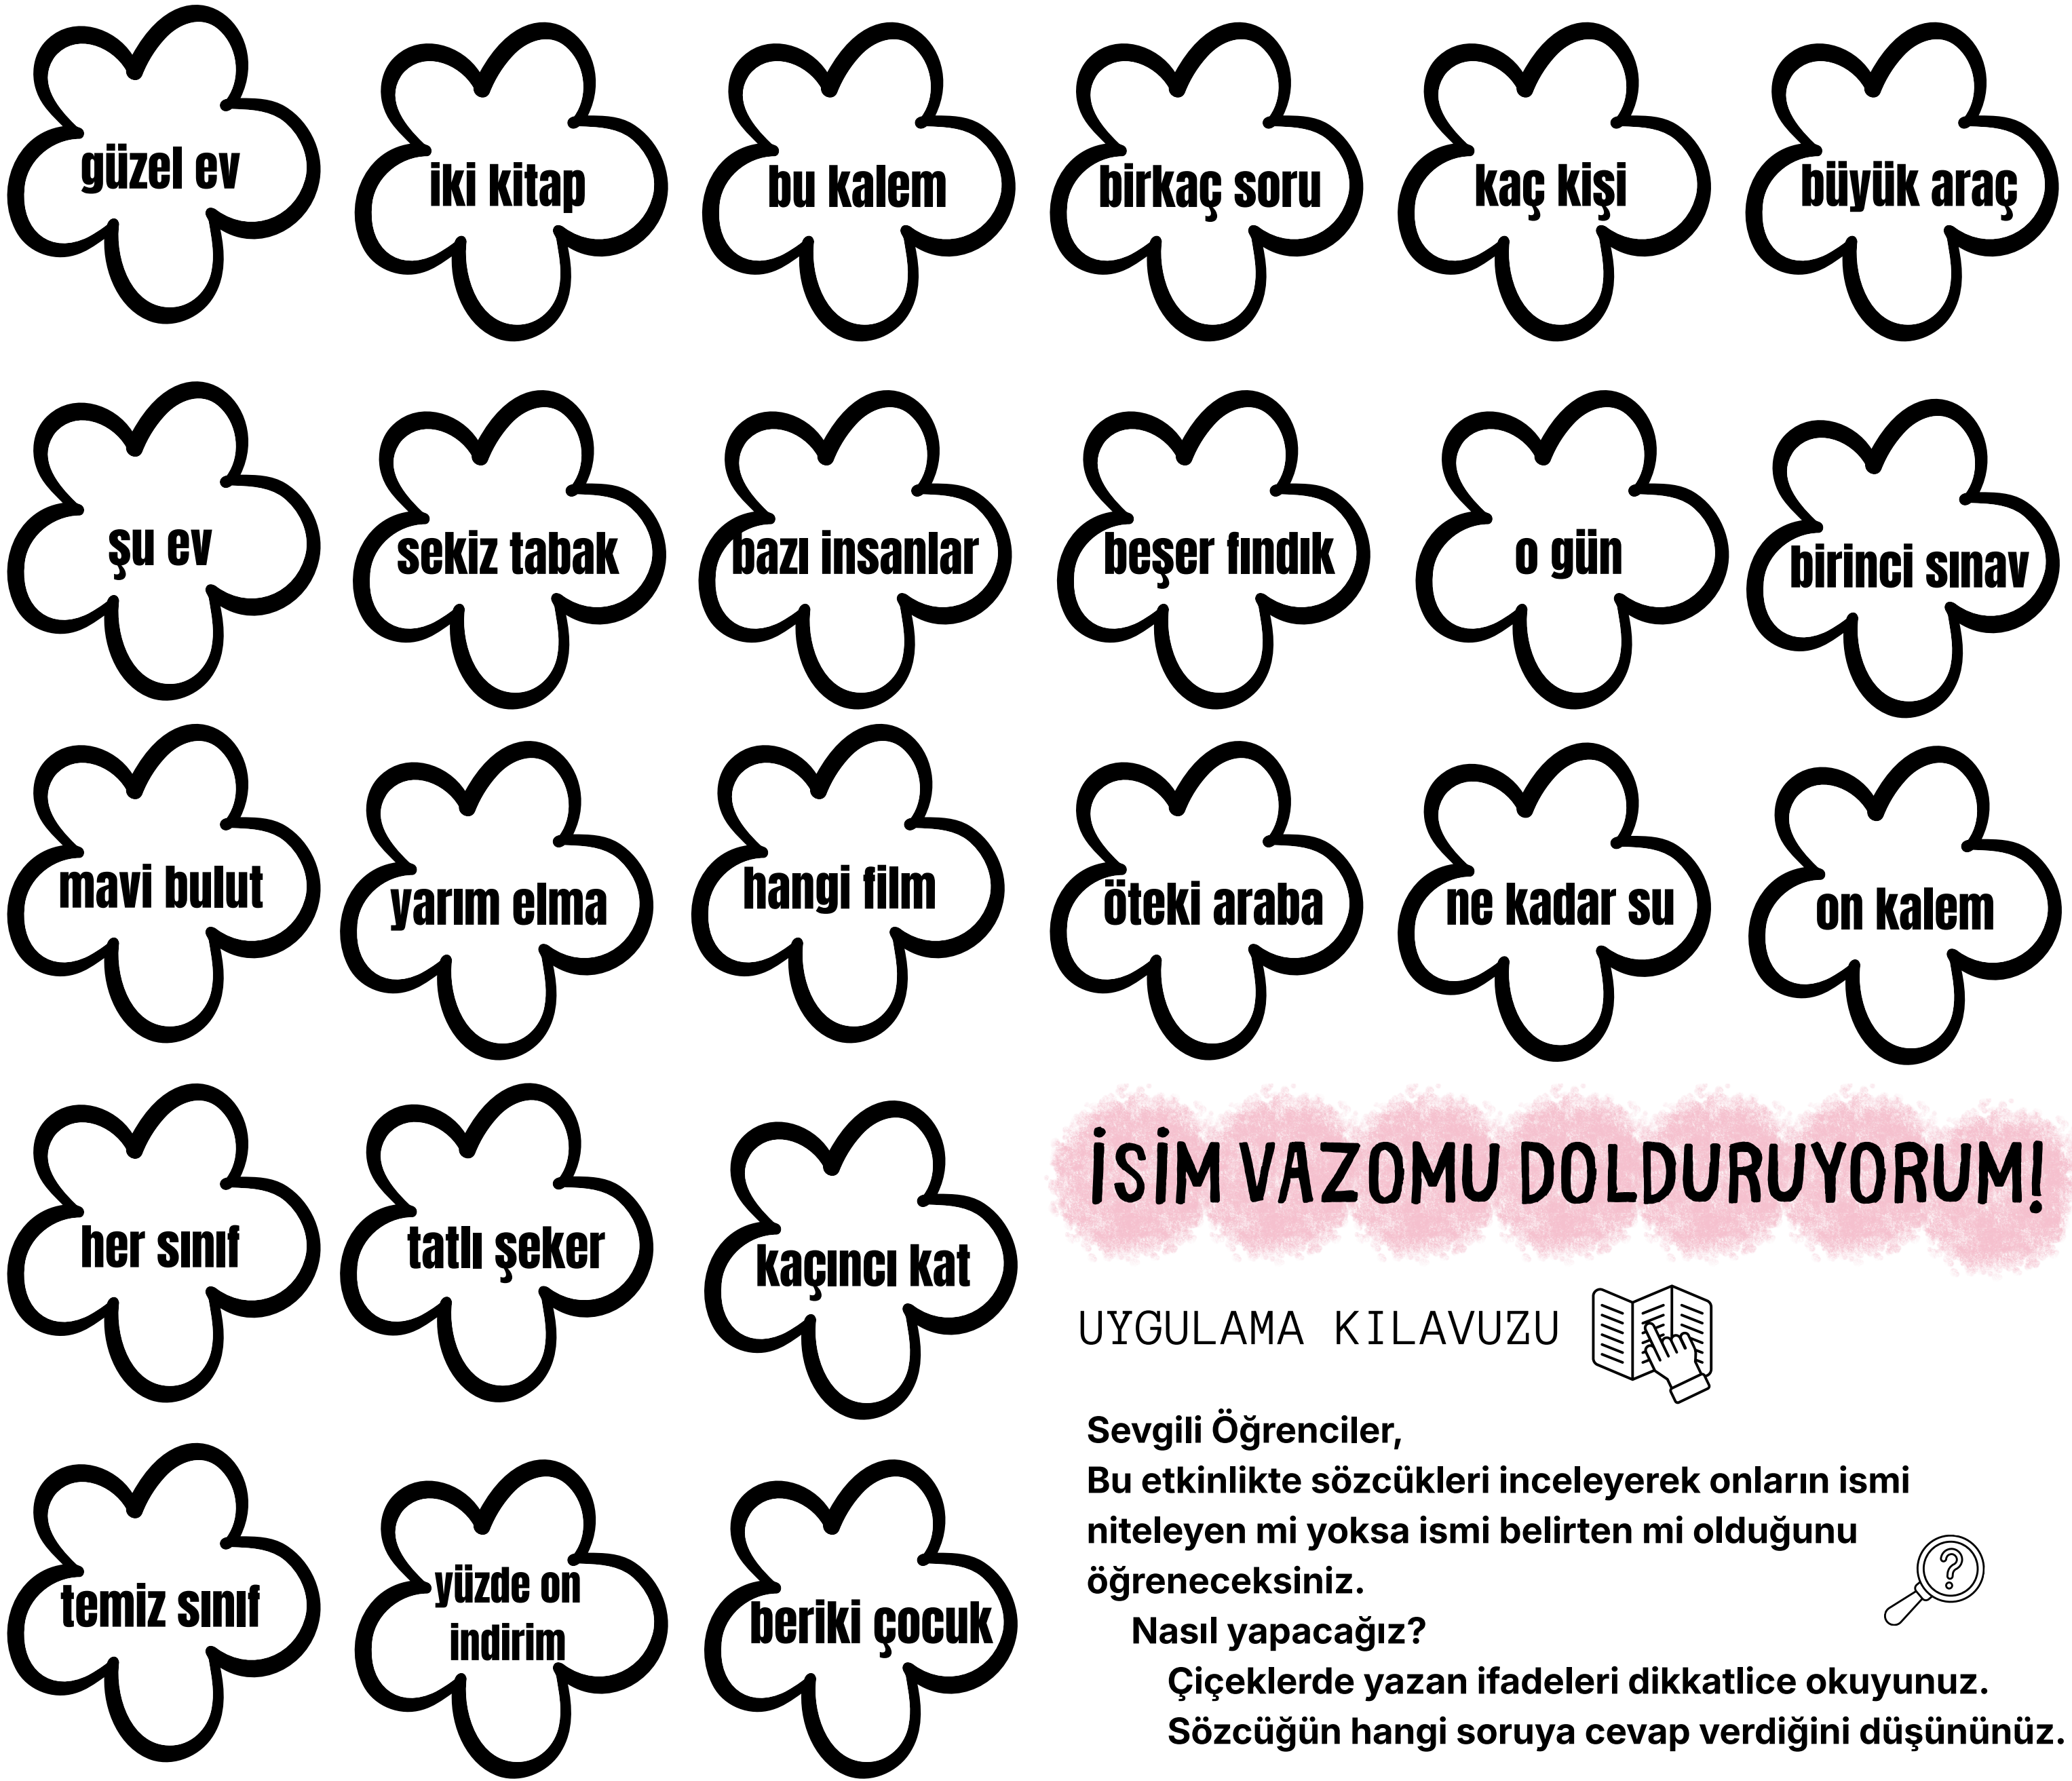 güzel ev
iki kitap
bu kalem
birkaç soru
kaç kişi
büyük araç
şu ev
sekiz tabak
bazı insanlar
beşer fındık
o gün
birinci sınav
mavi bulut
yarım elma
hangi film
öteki araba
ne kadar su
on kalem
her sınıf
tatlı şeker
kaçıncı kat
temiz sınıf
yüzde on
indirim
beriki çocuk
İSİM VAZOMU DOLDURUYORUM!
UYGULAMA KILAVUZU
Sevgili Öğrenciler,
Bu etkinlikte sözcükleri inceleyerek onların ismi
niteleyen mi yoksa ismi belirten mi olduğunu
öğreneceksiniz.
Nasıl yapacağız?
Çiçeklerde yazan ifadeleri dikkatlice okuyunuz.
Sözcüğün hangi soruya cevap verdiğini düşününüz.
?